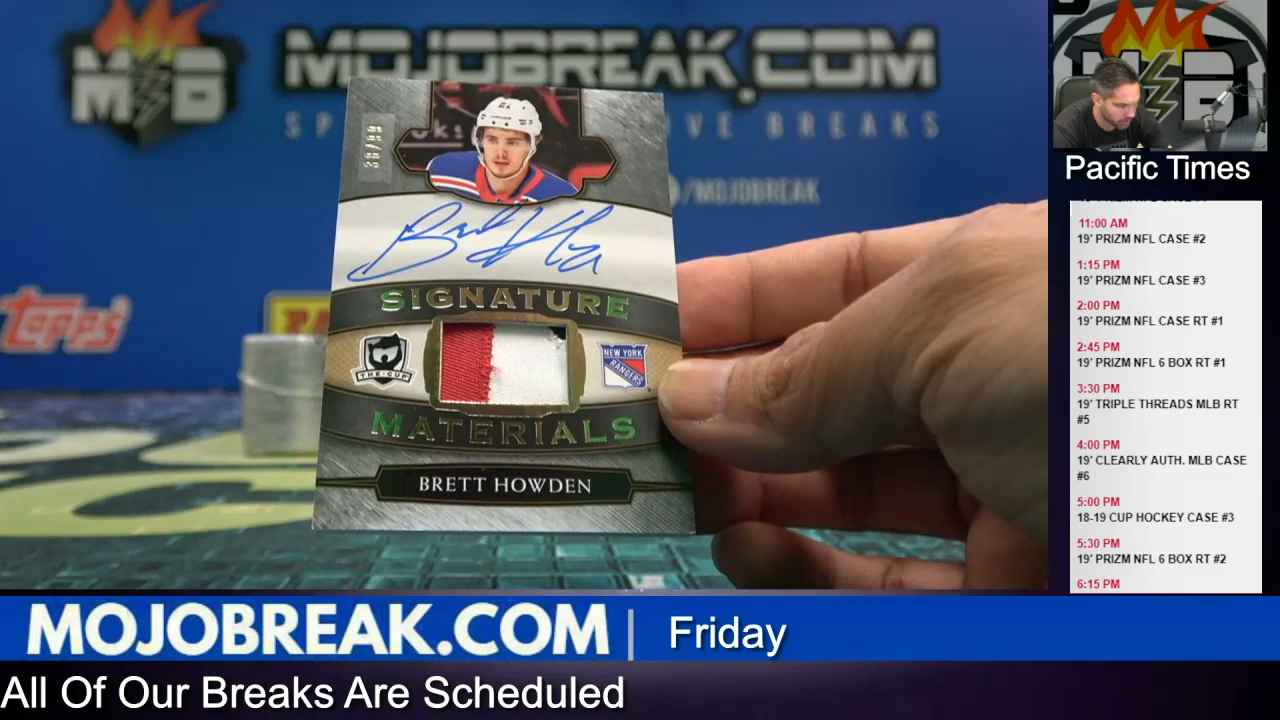 MOJOBREAK.COM
/MOJOBREAK
Topps
SIGNATURE
THE-CUP
NEW YORK
RANGERS
MATERIALS
BRETT HOWDEN
Pacific Times
11:00 AM
19' PRIZM NFL CASE #2
1:15 PM
19' PRIZM NFL CASE #3
2:00 PM
19' PRIZM NFL CASE RT #1
2:45 PM
19' PRIZM NFL 6 BOX RT #1
3:30 PM
19' TRIPLE THREADS MLB RT
#5
4:00 PM
19' CLEARLY AUTH. MLB CASE
#6
5:00 PM
18-19 CUP HOCKEY CASE #3
5:30 PM
19' PRIZM NFL 6 BOX RT #2
6:15 PM
MOJOBREAK.COM
Friday
All Of Our Breaks Are Scheduled